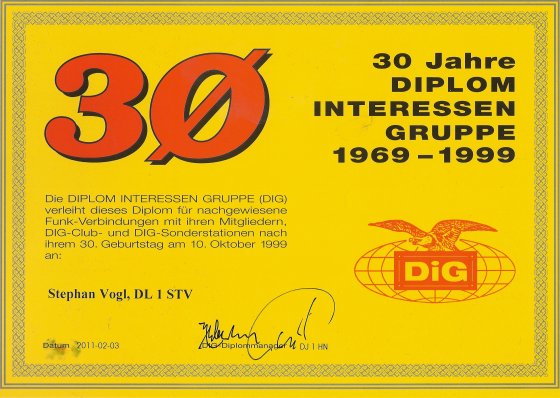 3Ø
30 Jahre
DIPLOM
INTERESSEN
GRUPPE
1969 – 1999
Die DIPLOM INTERESSEN GRUPPE (DIG)
verleiht dieses Diplom für nachgewiesene
Funk-Verbindungen mit ihren Mitgliedern,
DIG-Club- und DIG-Sonderstationen nach
ihrem 30. Geburtstag am 10. Oktober 1999
an:
DiG
Stephan Vogl, DL 1 STV
Datum 2011-02-03
DIG-Diplommanager DJ 1 HN